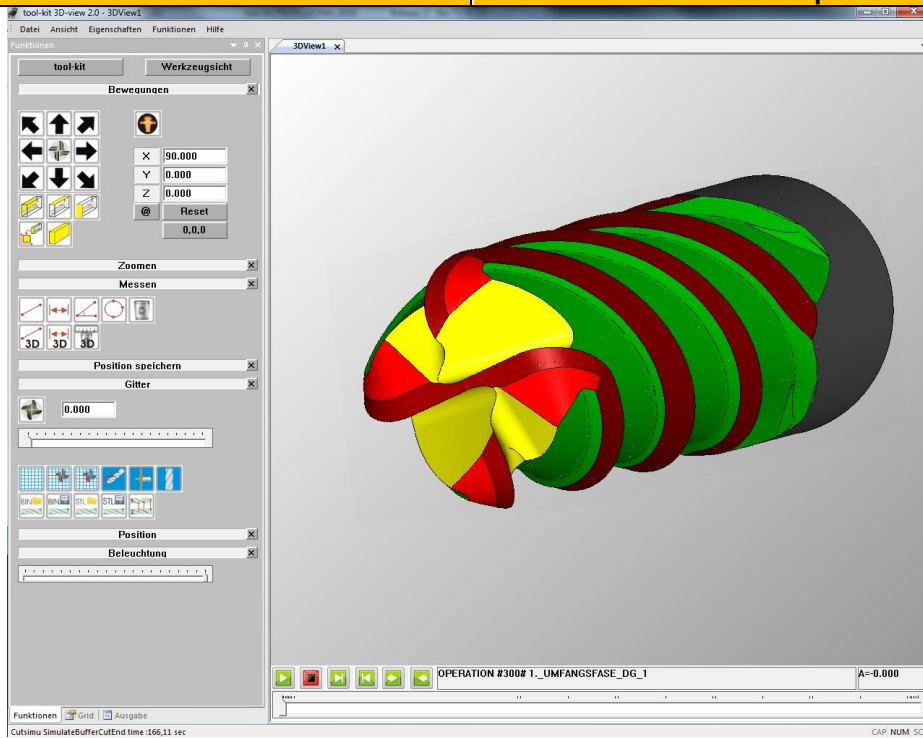 tool-kit 3D-view 2.0 - 3DView1
Datei Ansicht Eigenschaften Funktionen Hilfe
Funktionen
3DView1 x
tool-kit Werkzeugsicht
Bewegungen
X 90.000
Y 0.000
Z 0.000
@ Reset
0,0,0
Zoomen
Messen
3D 3D 3D
Position speichern
Gitter
0.000
BIN BIN STL STL
Position
Beleuchtung
OPERATION #300# 1._UMFANGSFASE_DG_1 A=-0.000
Funktionen Grid Ausgabe
Cutsimu SimulateBufferCutEnd time :166,11 sec CAP NUM SC